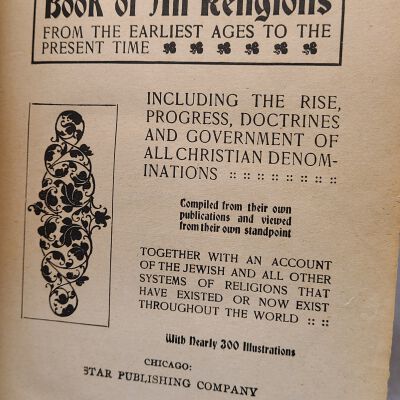 Book of All Religions
FROM THE EARLIEST AGES TO THE
PRESENT TIME
INCLUDING THE RISE,
PROGRESS, DOCTRINES
AND GOVERNMENT OF
ALL CHRISTIAN DENOM-
INATIONS :: :: :: :: :: :: :: ::
Compiled from their own
publications and viewed
from their own standpoint
TOGETHER WITH AN ACCOUNT
OF THE JEWISH AND ALL OTHER
SYSTEMS OF RELIGIONS THAT
HAVE EXISTED OR NOW EXIST
THROUGHOUT THE WORLD :: ::
With Nearly 300 Illustrations
CHICAGO:
STAR PUBLISHING COMPANY